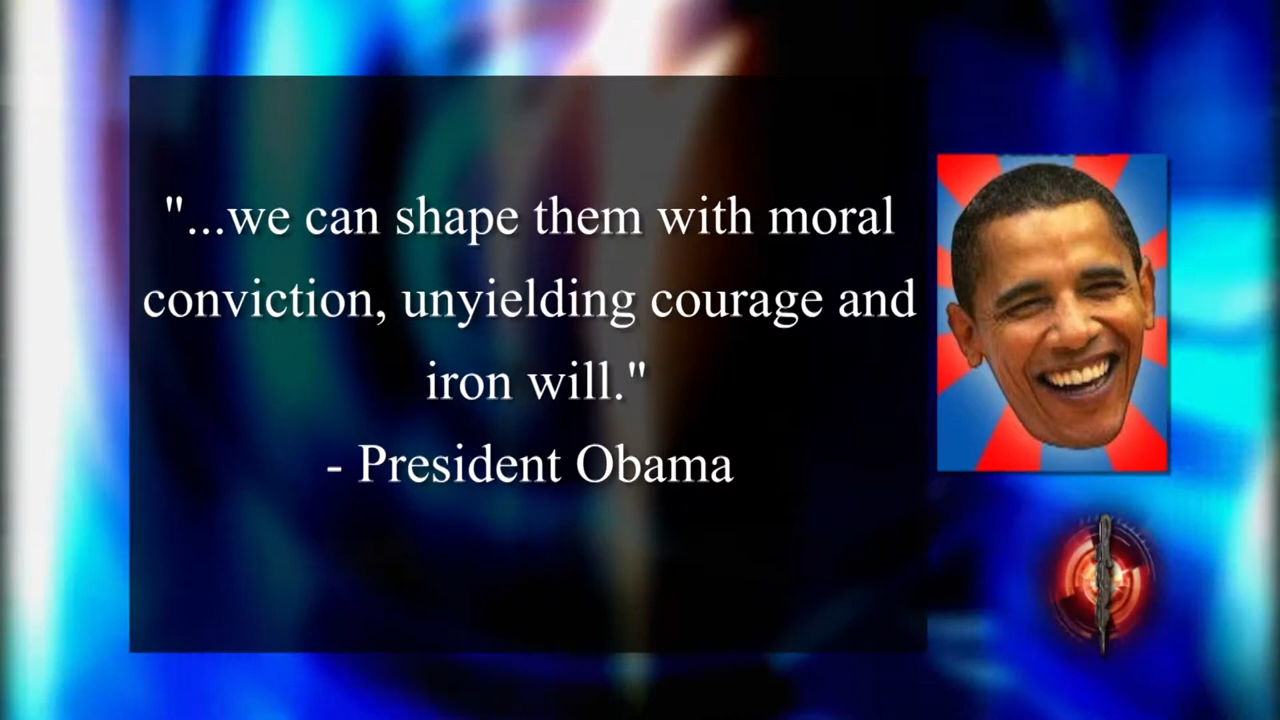 "...we can shape them with moral
conviction, unyielding courage and
iron will."
- President Obama